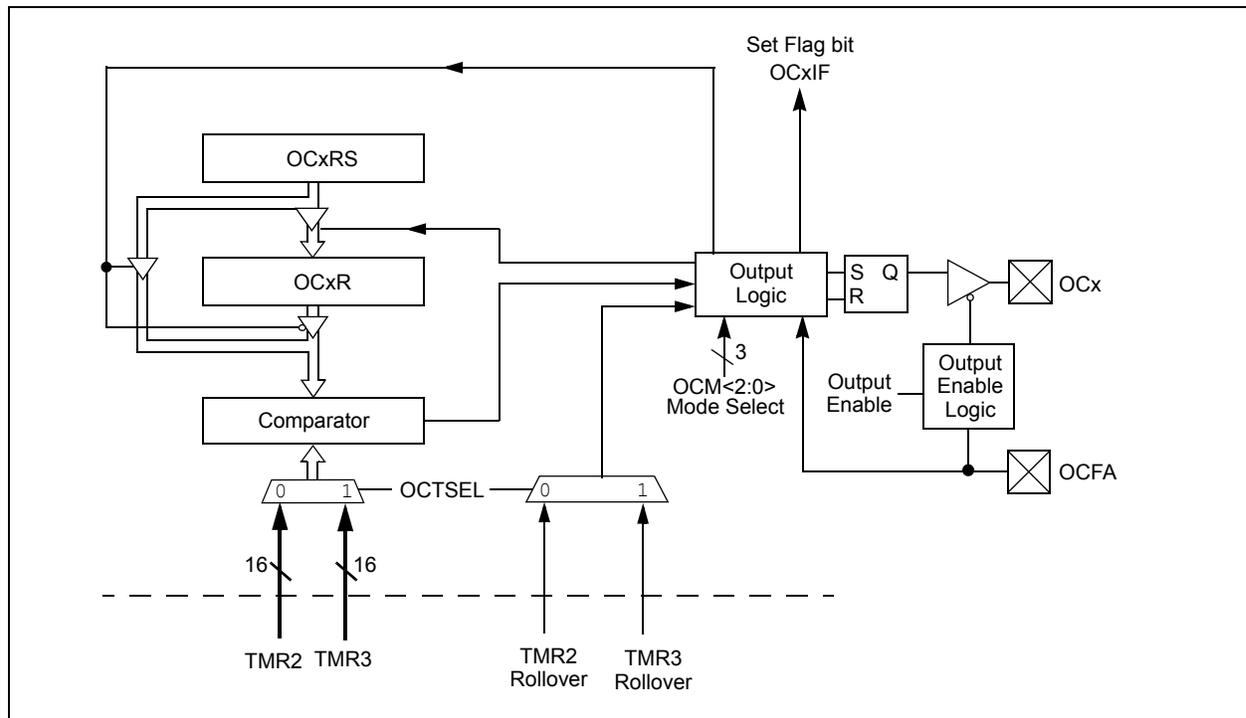 Set Flag bit
OCxIF
OCxRS
OCxR
Output
Logic
S Q
R
OCx
3
OCM<2:0>
Mode Select
Output
Enable
Output
Enable
Logic
Comparator
OCFA
0 1
OCTSEL
0 1
16
16
TMR2
TMR3
TMR2
Rollover
TMR3
Rollover